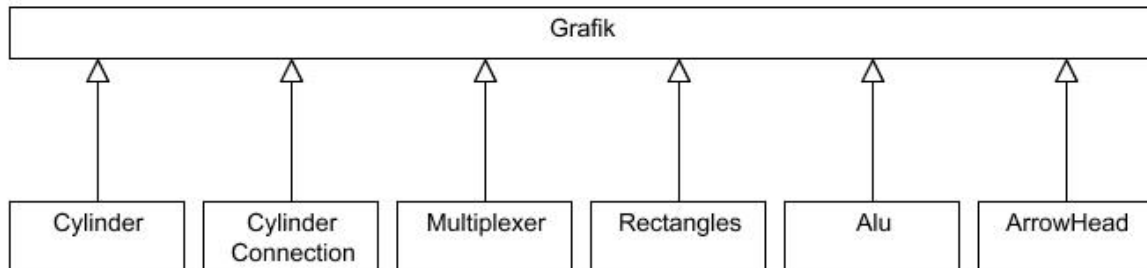 Grafik
Cylinder
Cylinder
Connection
Multiplexer
Rectangles
Alu
ArrowHead